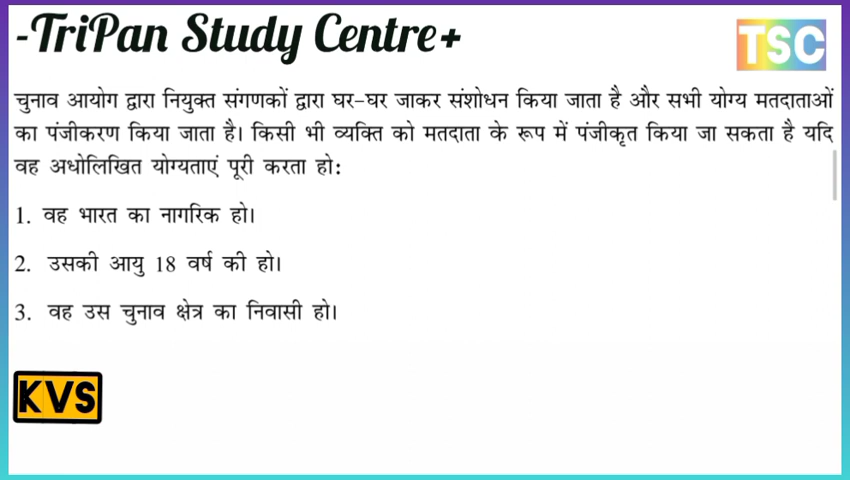 -TriPan Study Centre+
TSC
चुनाव आयोग द्वारा नियुक्त संगणकों द्वारा घर-घर जाकर संशोधन किया जाता है और सभी योग्य मतदाताओं
का पंजीकरण किया जाता है। किसी भी व्यक्ति को मतदाता के रूप में पंजीकृत किया जा सकता है यदि
वह अधोलिखित योग्यताएं पूरी करता हो:
1. वह भारत का नागरिक हो।
2. उसकी आयु 18 वर्ष की हो।
3. वह उस चुनाव क्षेत्र का निवासी हो।
KVS